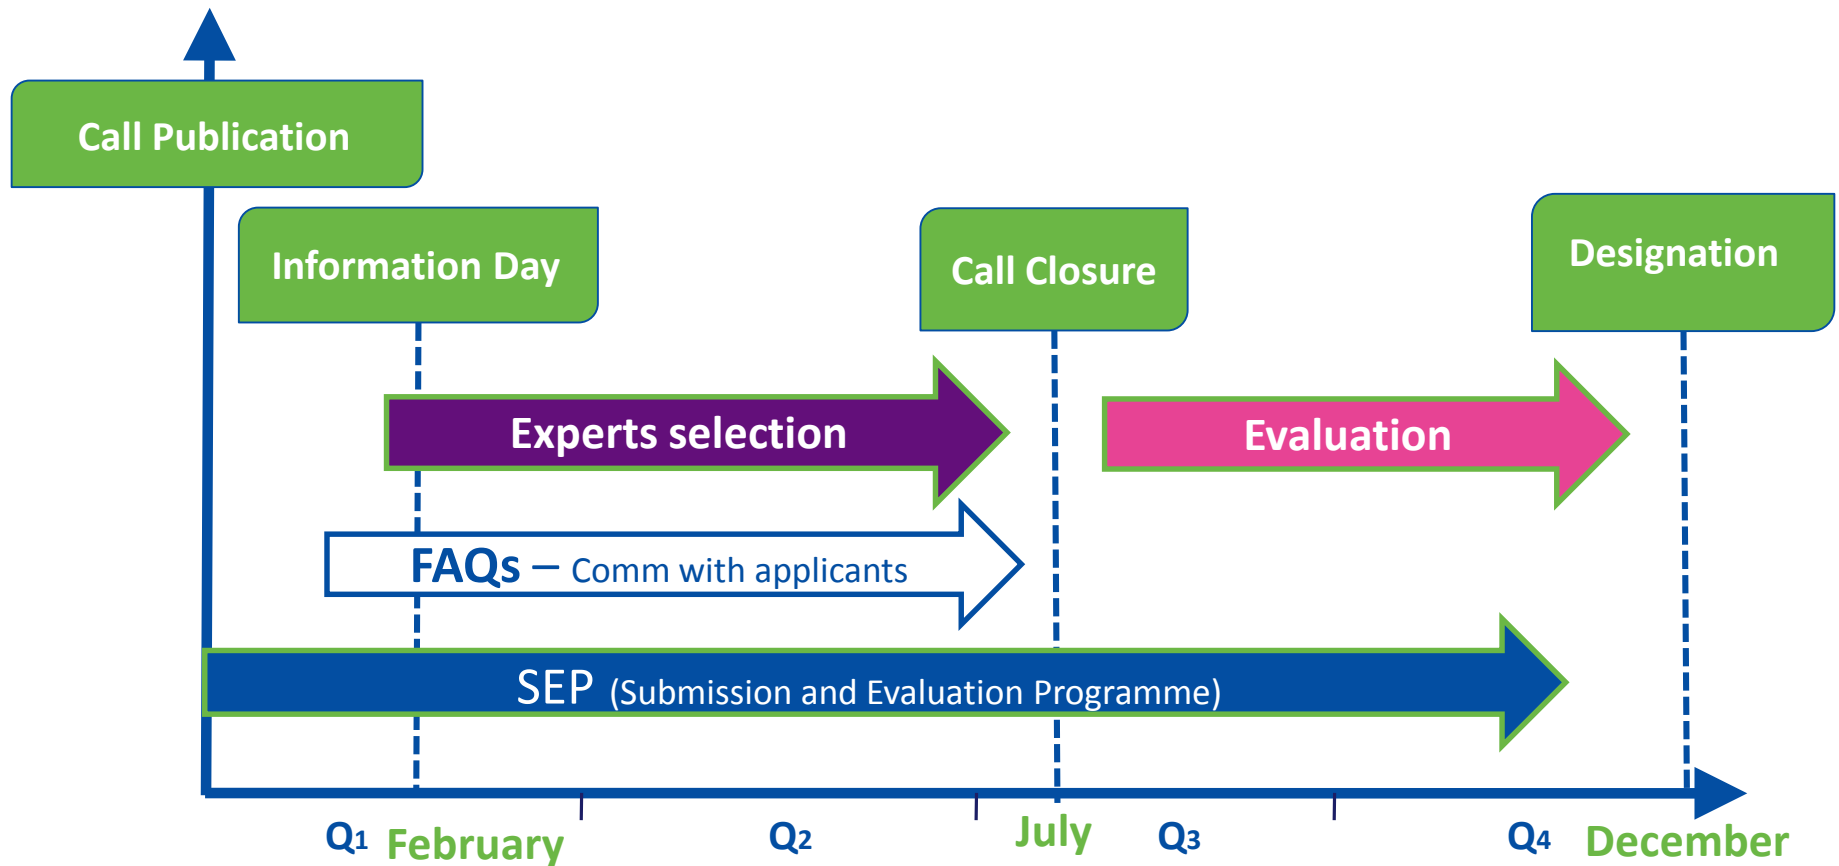 Call Publication
Information Day
Call Closure
Designation
Experts selection
Evaluation
FAQs – Comm with applicants
SEP (Submission and Evaluation Programme)
Q1 February Q2 July Q3 Q4 December